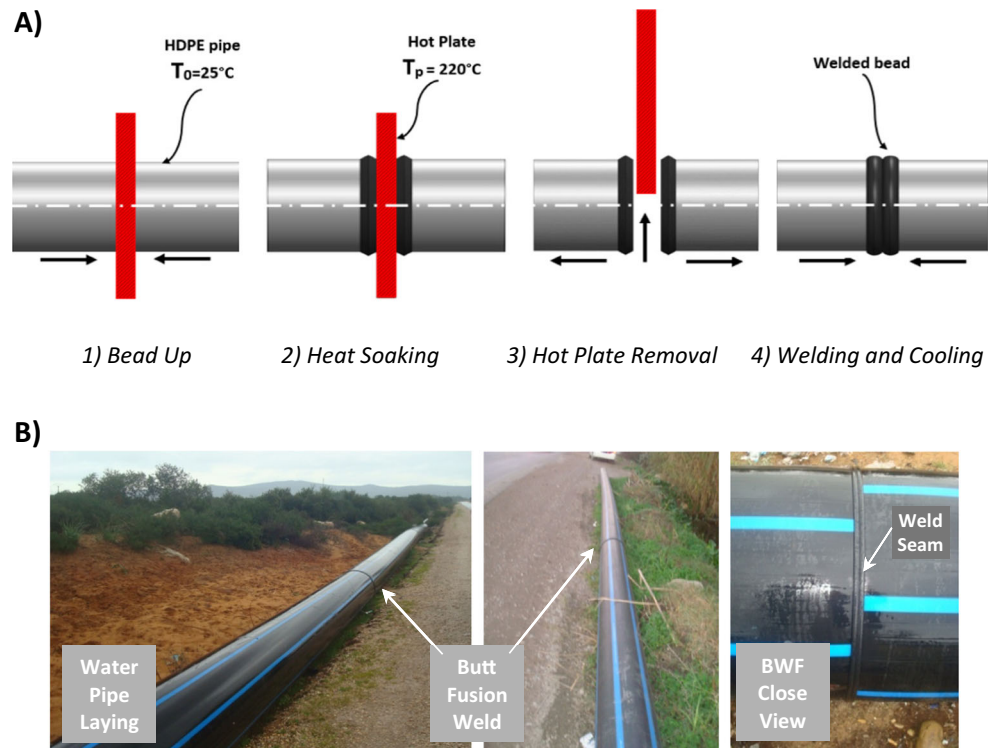 A)
HDPE pipe
T0=25°C
Hot Plate
Tp = 220°C
Welded bead
1) Bead Up
2) Heat Soaking
3) Hot Plate Removal
4) Welding and Cooling
B)
Water
Pipe
Laying
Butt
Fusion
Weld
Weld
Seam
BWF
Close
View